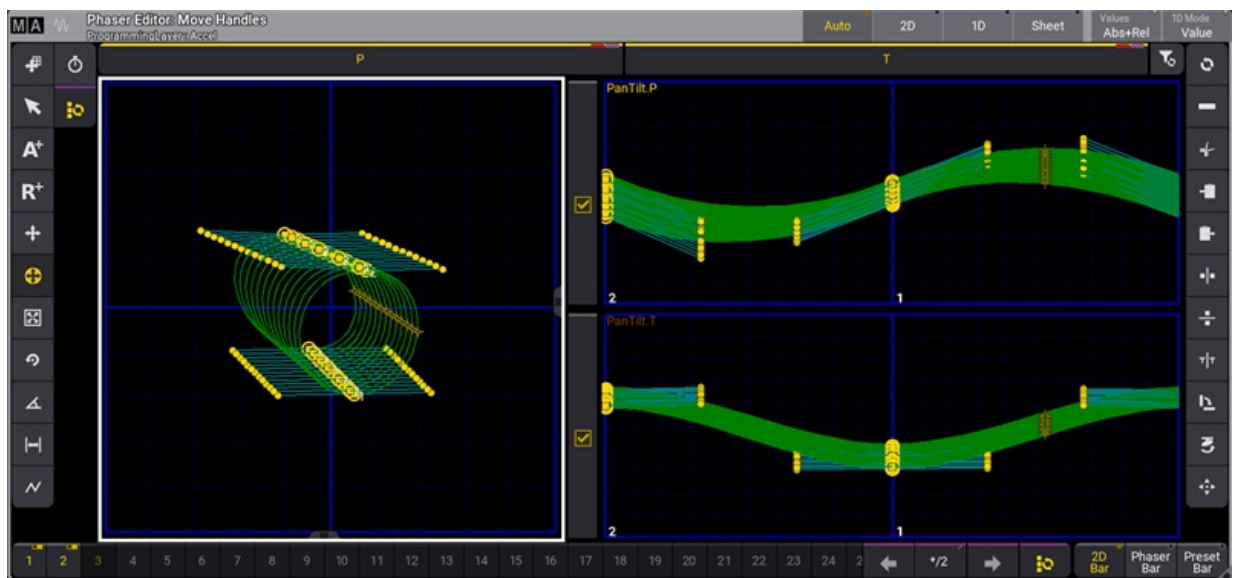 MA
Phaser Editor: Move Handles
ProgrammingLayer: Accel
Auto
2D
1D
Sheet
Values
Abs+Rel
1D Mode
Value
P
T
A+
R+
PanTilt.P
2
1
PanTilt.T
2
1
T|T
1
2
3
4
5
6
7
8
9
10
11
12
13
14
15
16
17
18
19
20
21
22
23
24
2
*/2
2D
Bar
Phaser
Bar
Preset
Bar